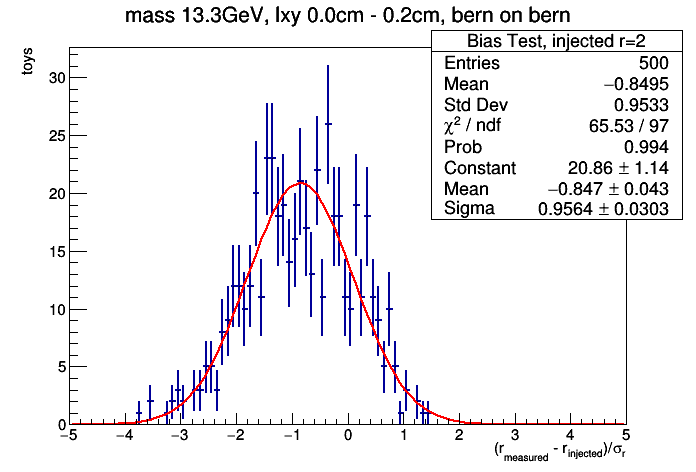 mass 13.3GeV, lxy 0.0cm - 0.2cm, bern on bern
Bias Test, injected r=2
Entries 500
Mean −0.8495
Std Dev 0.9533
χ² / ndf 65.53 / 97
Prob 0.994
Constant 20.86 ± 1.14
Mean −0.847 ± 0.043
Sigma 0.9564 ± 0.0303
toys
30
25
20
15
10
5
0
−5 −4 −3 −2 −1 0 1 2 3 4 5
(r_measured - r_injected)/σ_r